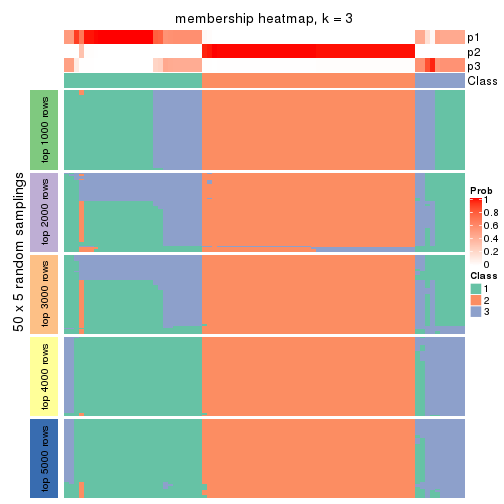 membership heatmap, k = 3
p1
p2
p3
Class
50 x 5 random samplings
top 1000 rows
top 2000 rows
top 3000 rows
top 4000 rows
top 5000 rows
Prob
1
0.8
0.6
0.4
0.2
0
Class
1
2
3